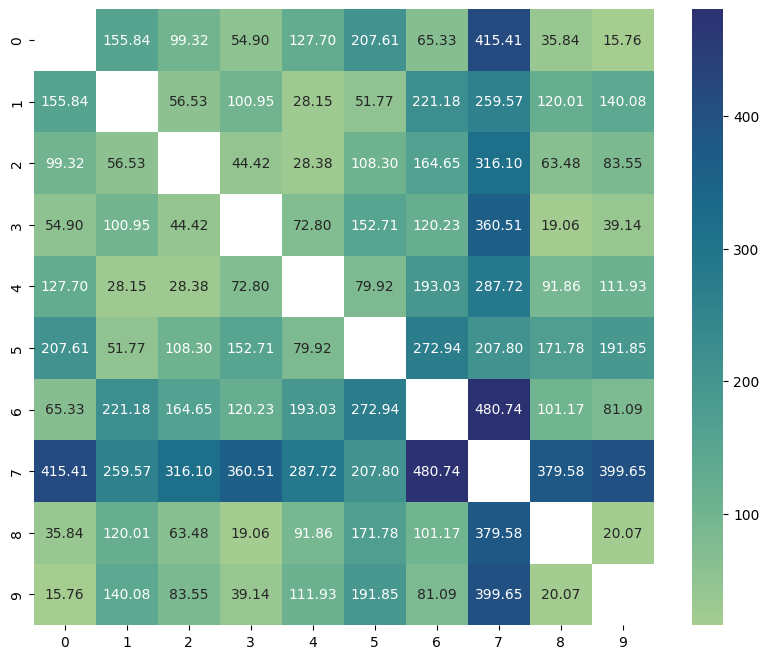 0 155.84 99.32 54.90 127.70 207.61 65.33 415.41 35.84 15.76
1 155.84 56.53 100.95 28.15 51.77 221.18 259.57 120.01 140.08
2 99.32 56.53 44.42 28.38 108.30 164.65 316.10 63.48 83.55
3 54.90 100.95 44.42 72.80 152.71 120.23 360.51 19.06 39.14
4 127.70 28.15 28.38 72.80 79.92 193.03 287.72 91.86 111.93
5 207.61 51.77 108.30 152.71 79.92 272.94 207.80 171.78 191.85
6 65.33 221.18 164.65 120.23 193.03 272.94 480.74 101.17 81.09
7 415.41 259.57 316.10 360.51 287.72 207.80 480.74 379.58 399.65
8 35.84 120.01 63.48 19.06 91.86 171.78 101.17 379.58 20.07
9 15.76 140.08 83.55 39.14 111.93 191.85 81.09 399.65 20.07
0 1 2 3 4 5 6 7 8 9
400
300
200
100